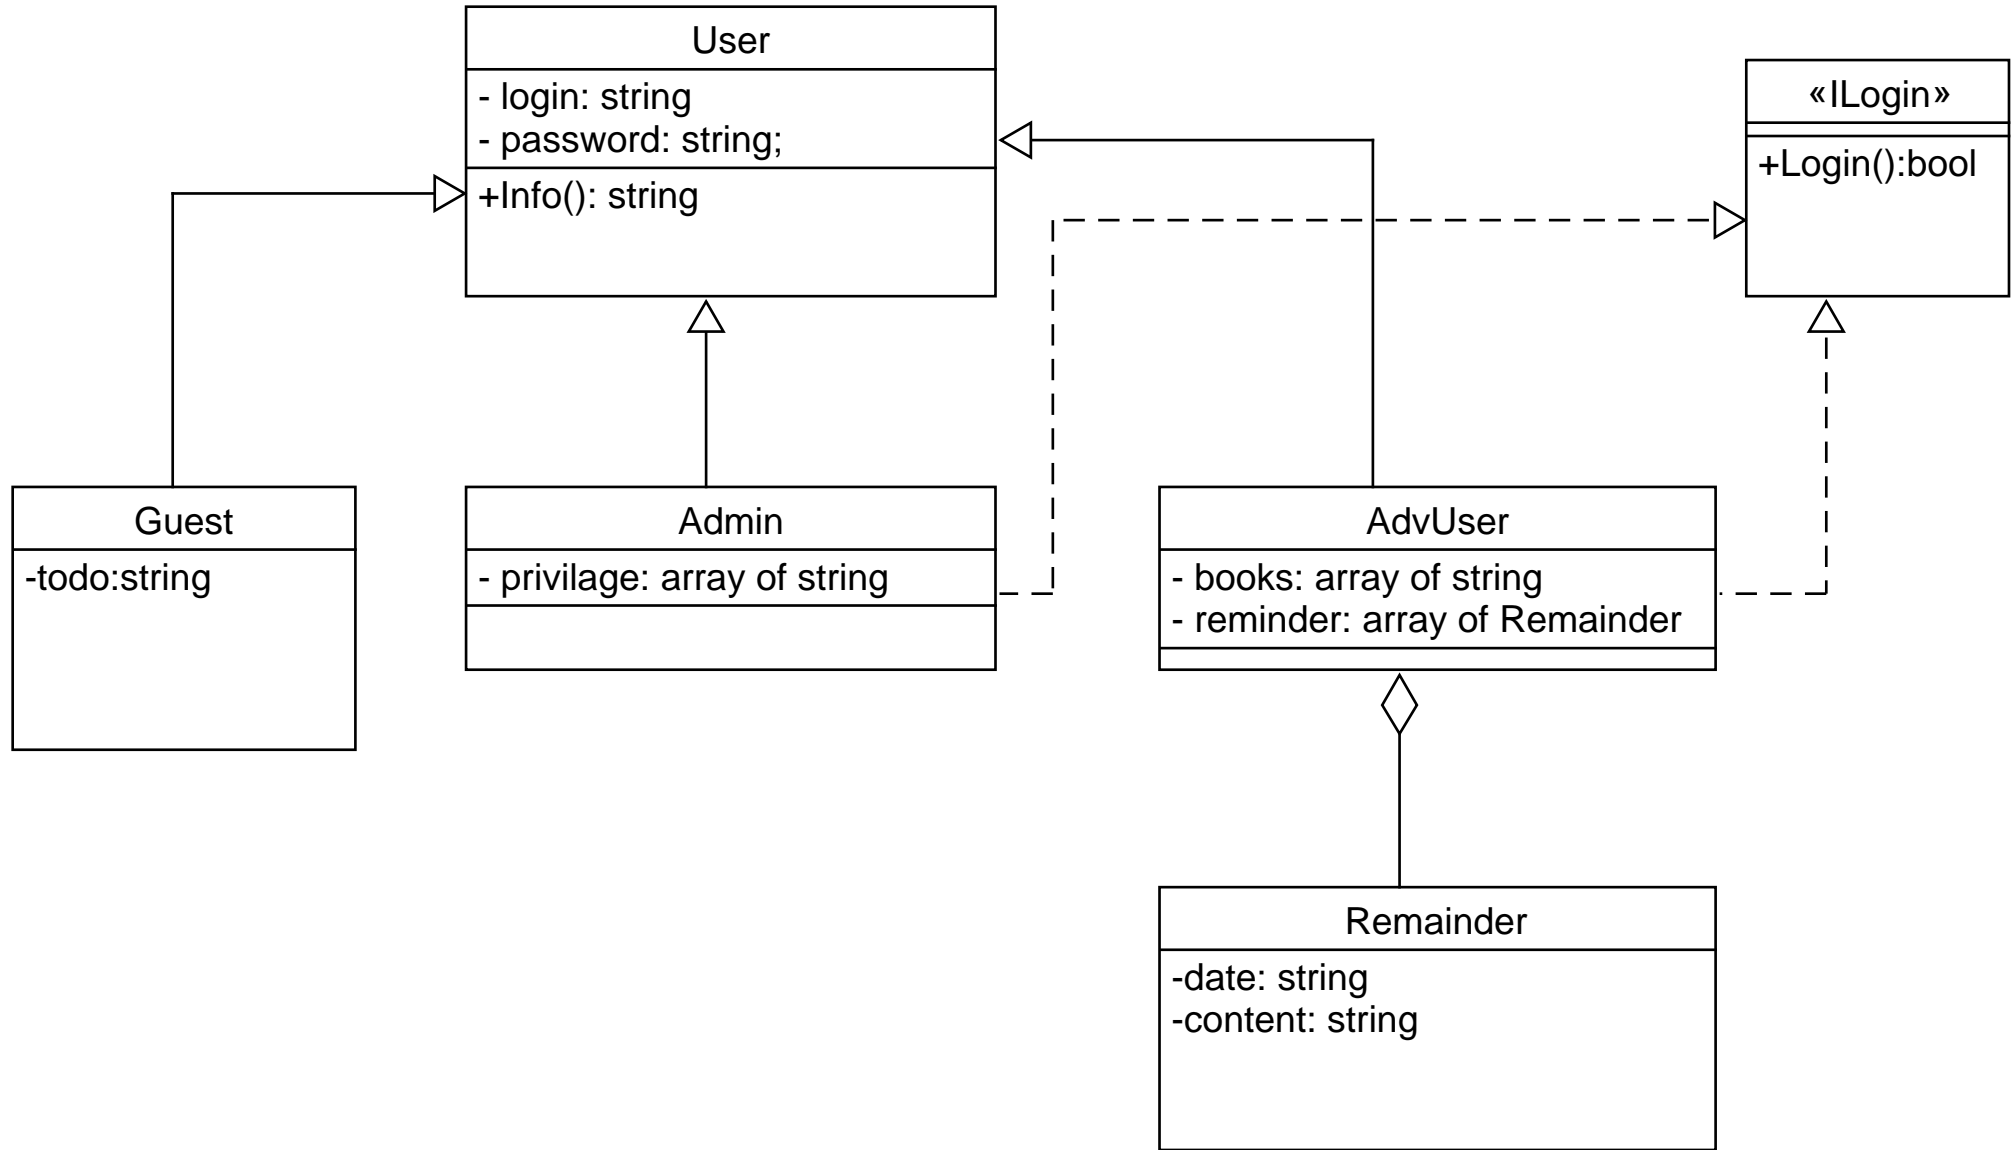 User
- login: string
- password: string;
+Info(): string
«ILogin»
+Login():bool
Guest
-todo:string
Admin
- privilage: array of string
AdvUser
- books: array of string
- reminder: array of Remainder
Remainder
-date: string
-content: string